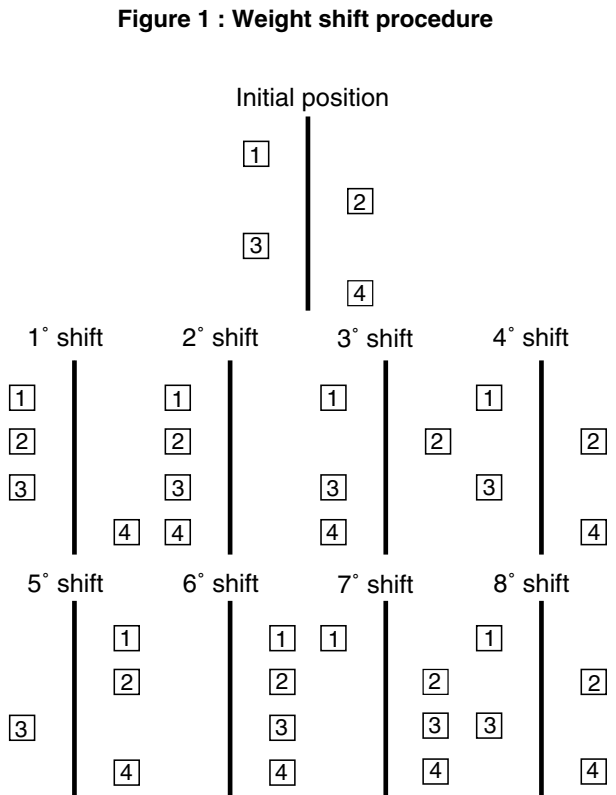 Figure 1 : Weight shift procedure
Initial position
1
2
3
4
1° shift 2° shift 3° shift 4° shift
1 1 1 1
2 2 2 2
3 3 3 3
4 4 4 4
5° shift 6° shift 7° shift 8° shift
1 1 1 1
2 2 2 2
3 3 3 3
4 4 4 4